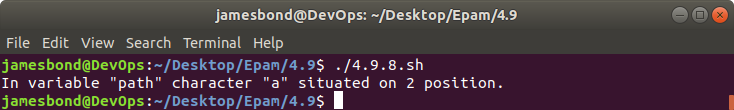 jamesbond@DevOps: ~/Desktop/Epam/4.9
File Edit View Search Terminal Help
jamesbond@DevOps:~/Desktop/Epam/4.9$ ./4.9.8.sh
In variable "path" character "a" situated on 2 position.
jamesbond@DevOps:~/Desktop/Epam/4.9$